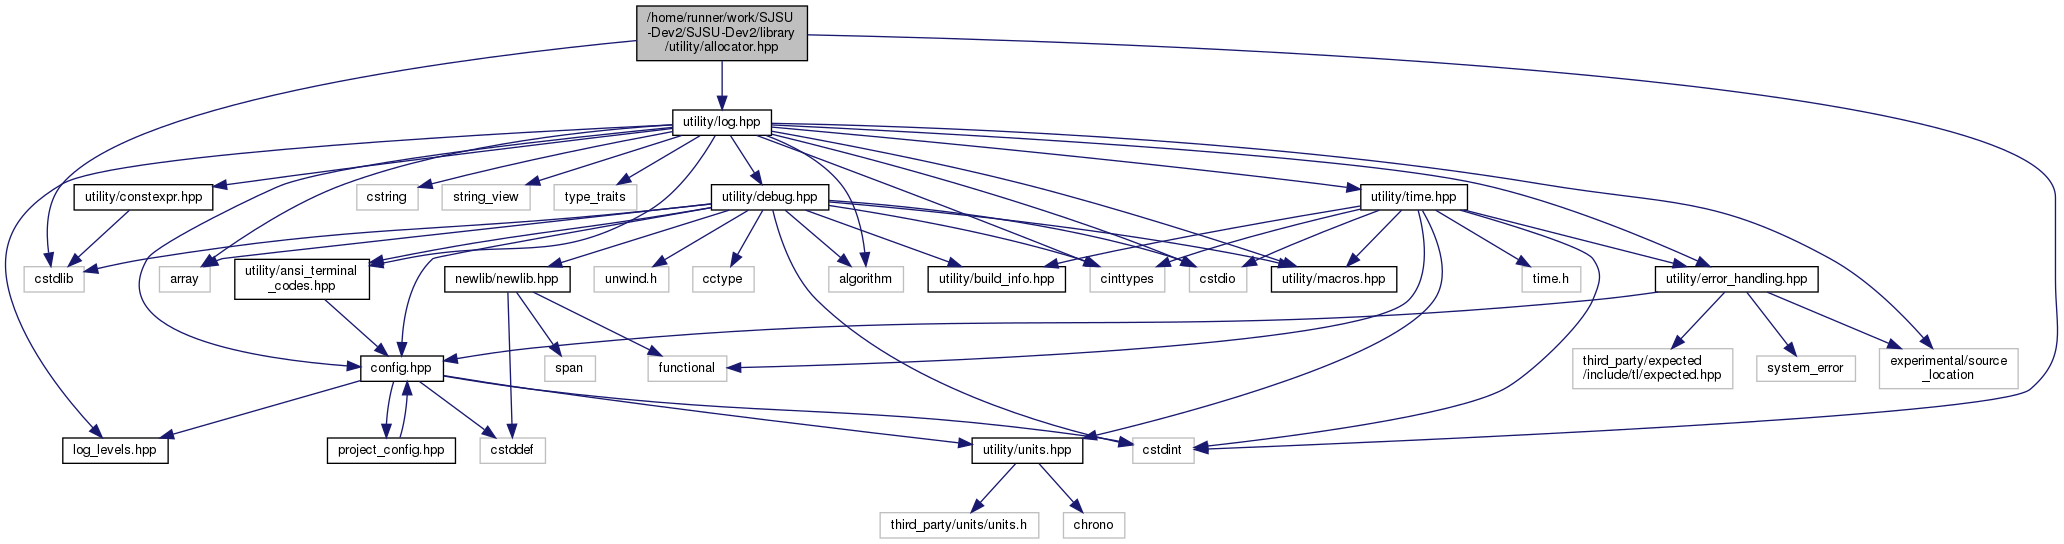 /home/runner/work/SJSU
-Dev2/SJSU-Dev2/library
/utility/allocator.hpp
utility/log.hpp
utility/constexpr.hpp
cstring
string_view
type_traits
utility/debug.hpp
utility/time.hpp
cstdlib
array
utility/ansi_terminal
_codes.hpp
newlib/newlib.hpp
unwind.h
cctype
algorithm
utility/build_info.hpp
cinttypes
cstdio
utility/macros.hpp
time.h
utility/error_handling.hpp
config.hpp
span
functional
third_party/expected
/include/tl/expected.hpp
system_error
experimental/source
_location
log_levels.hpp
project_config.hpp
cstddef
utility/units.hpp
cstdint
third_party/units/units.h
chrono